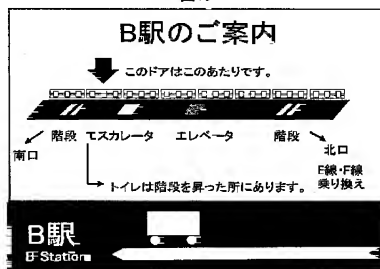 B駅のご案内
このドアはこのあたりです。
階段 エスカレータ エレベータ 階段
南口
北口
E線・F線
乗り換え
トイレは階段を昇った所にあります。
B駅
Station